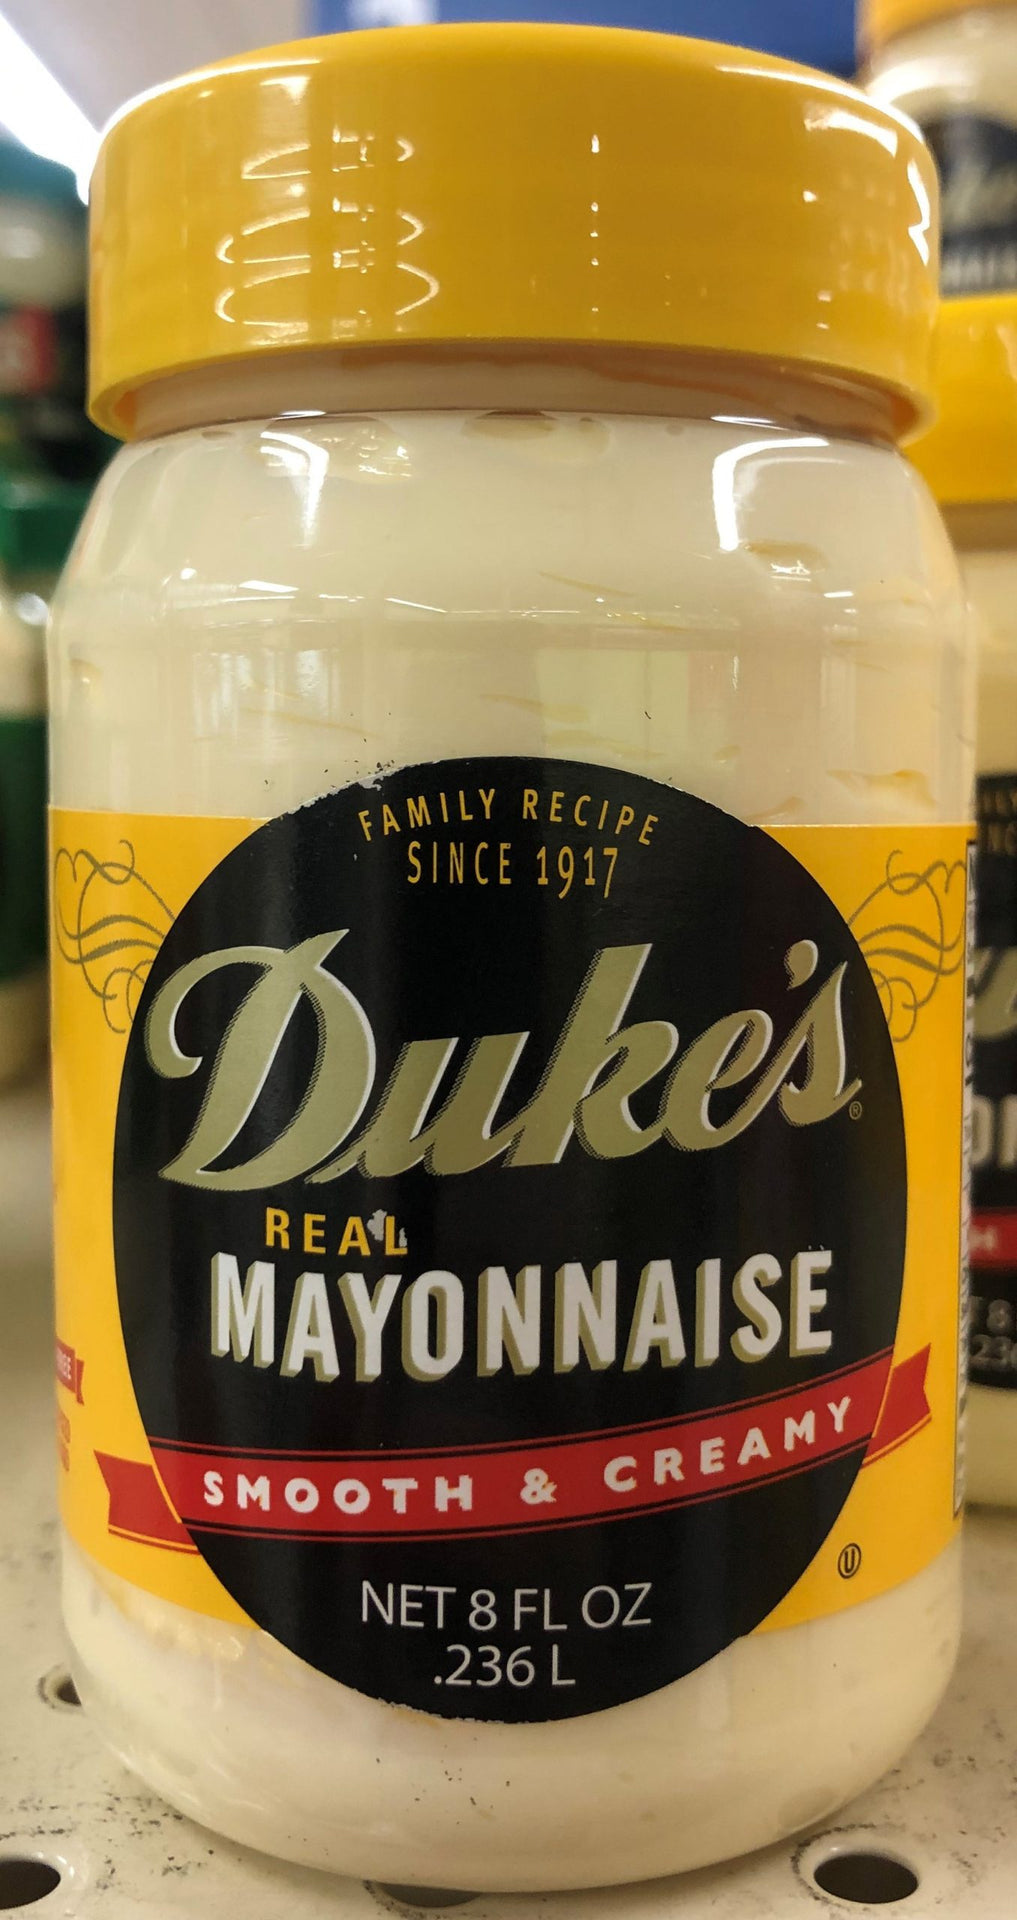 FAMILY RECIPE
SINCE 1917
Duke's®
REAL
MAYONNAISE
SMOOTH & CREAMY
NET 8 FL OZ
.236 L
U